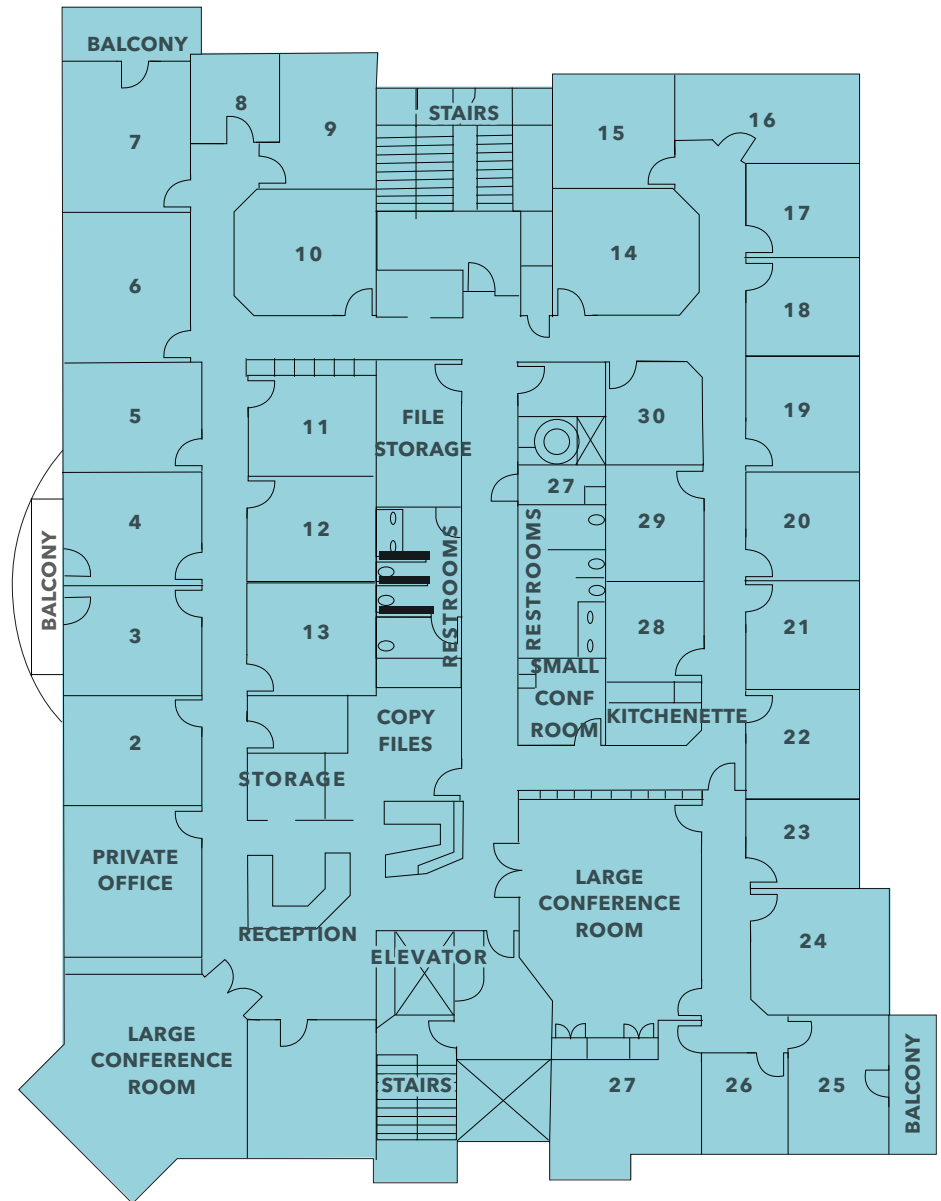 BALCONY
8
9
7
STAIRS
15
16
17
10
14
6
18
5
11
FILE
STORAGE
30
19
27
4
12
29
20
BALCONY
RESTROOMS
RESTROOMS
3
13
28
21
SMALL
CONF
ROOM
2
COPY
FILES
KITCHENETTE
22
STORAGE
23
PRIVATE
OFFICE
LARGE
CONFERENCE
ROOM
RECEPTION
ELEVATOR
24
LARGE
CONFERENCE
ROOM
STAIRS
27
26
25
BALCONY